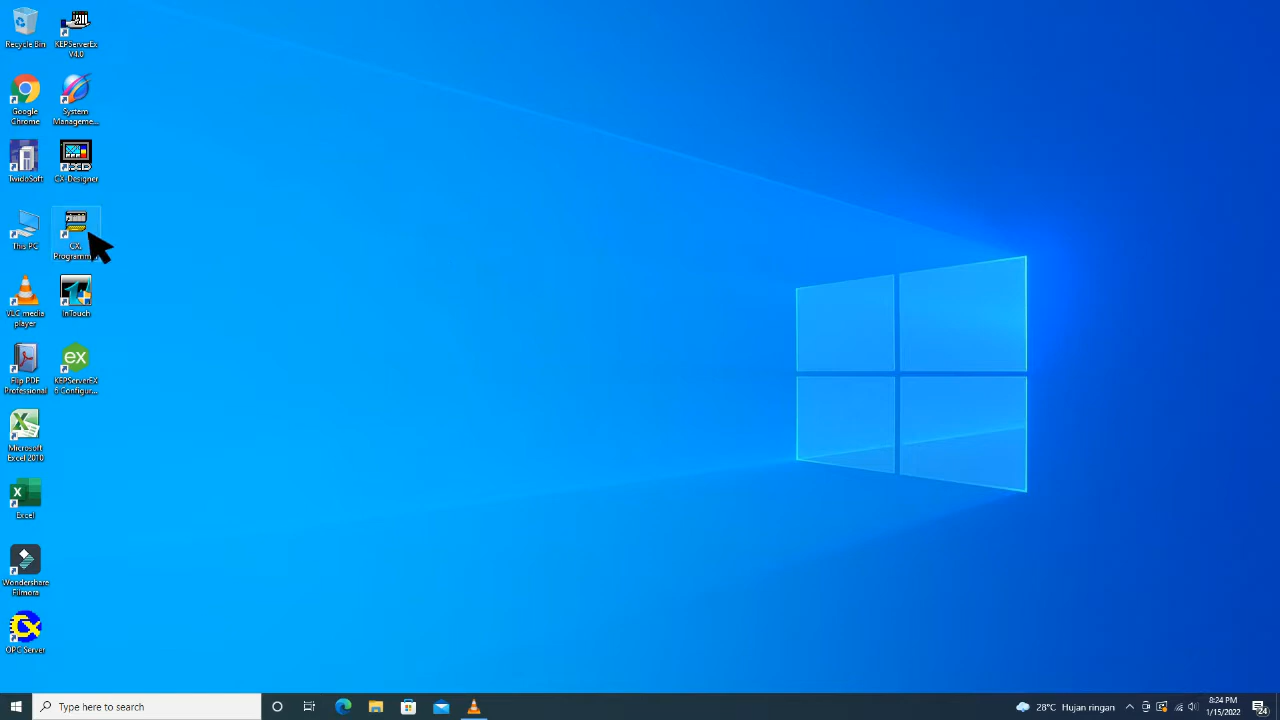 Recycle Bin
KEPServerEx
V4.0
Google
Chrome
System
Manageme...
TwidoSoft
CX-Designer
This PC
CX-
VLC media
player
InTouch
Flip PDF
Professional
ex
KEPServerEX
6 Configur...
Microsoft
Excel 2010
Excel
Wondershare
Filmora
OPC Server
Type here to search
28°C Hujan ringan
8:24 PM
1/15/2022
24